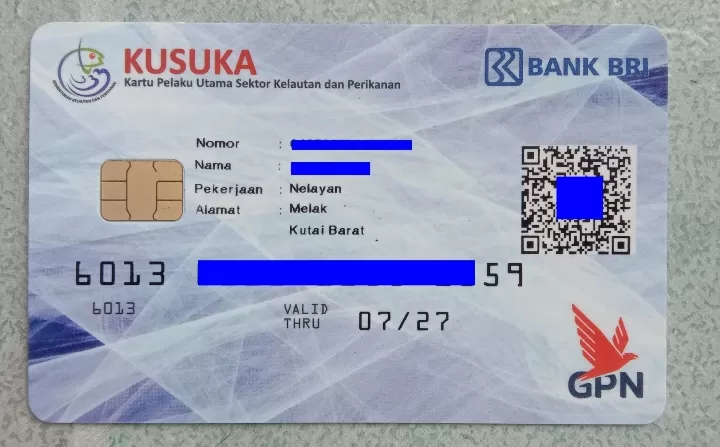 KUSUKA
Kartu Pelaku Utama Sektor Kelautan dan Perikanan
BANK BRI
Nomor :
Nama :
Pekerjaan : Nelayan
Alamat : Melak
Kutai Barat
6013 59
6013
VALID THRU 07/27
GPN